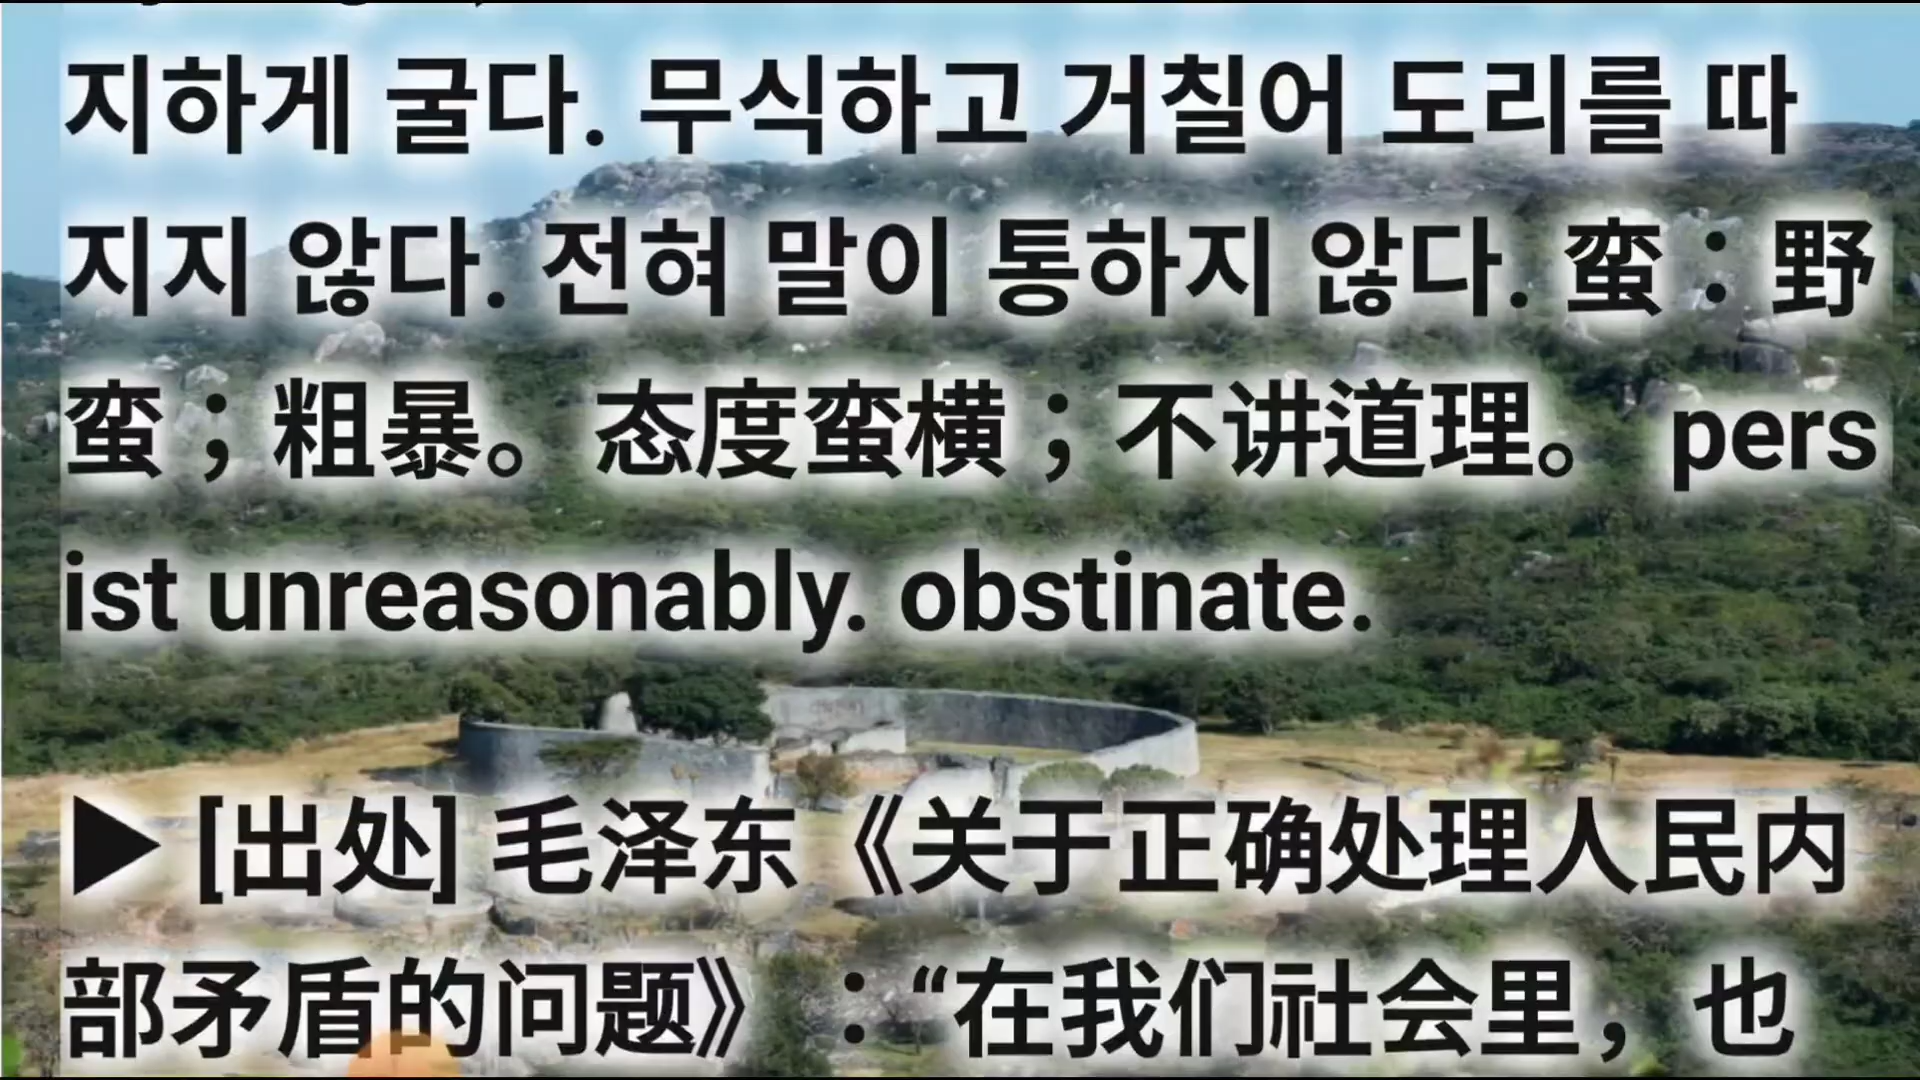 지하게 굴다. 무식하고 거칠어 도리를 따
지지 않다. 전혀 말이 통하지 않다. 蛮：野
蛮；粗暴。 态度蛮横；不讲道理。 pers
ist unreasonably. obstinate.
▶ [出处] 毛泽东《关于正确处理人民内
部矛盾的问题》：“在我们社会里，也